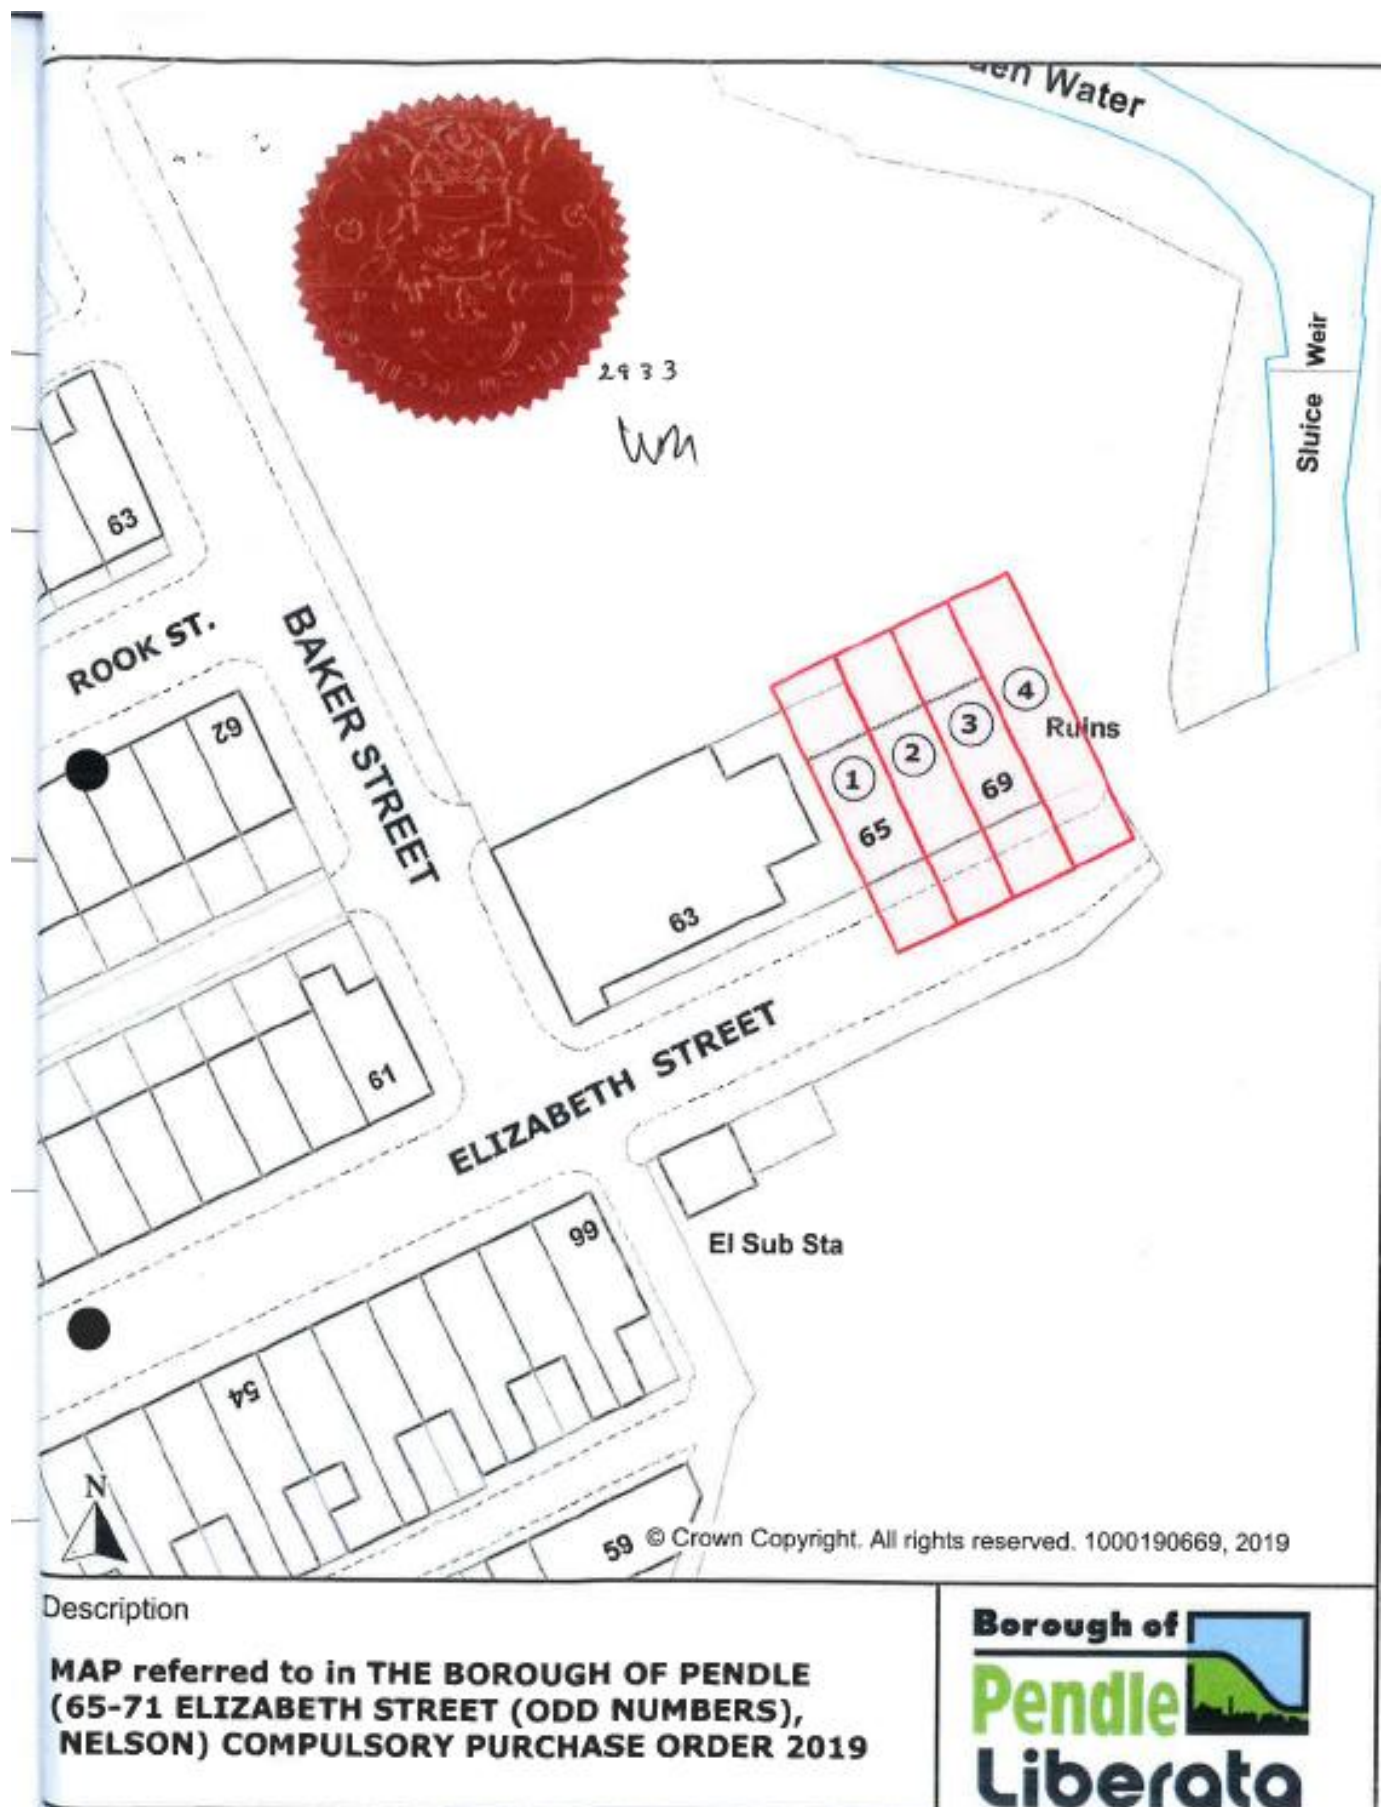 Water
2933
Weir
Sluice
63
ROOK ST.
BAKER STREET
62
1
2
3
4
Ruins
65
69
63
61
ELIZABETH STREET
El Sub Sta
66
54
N
59
© Crown Copyright. All rights reserved. 1000190669, 2019
Description
MAP referred to in THE BOROUGH OF PENDLE
(65-71 ELIZABETH STREET (ODD NUMBERS),
NELSON) COMPULSORY PURCHASE ORDER 2019
Borough of
Pendle
Liberata